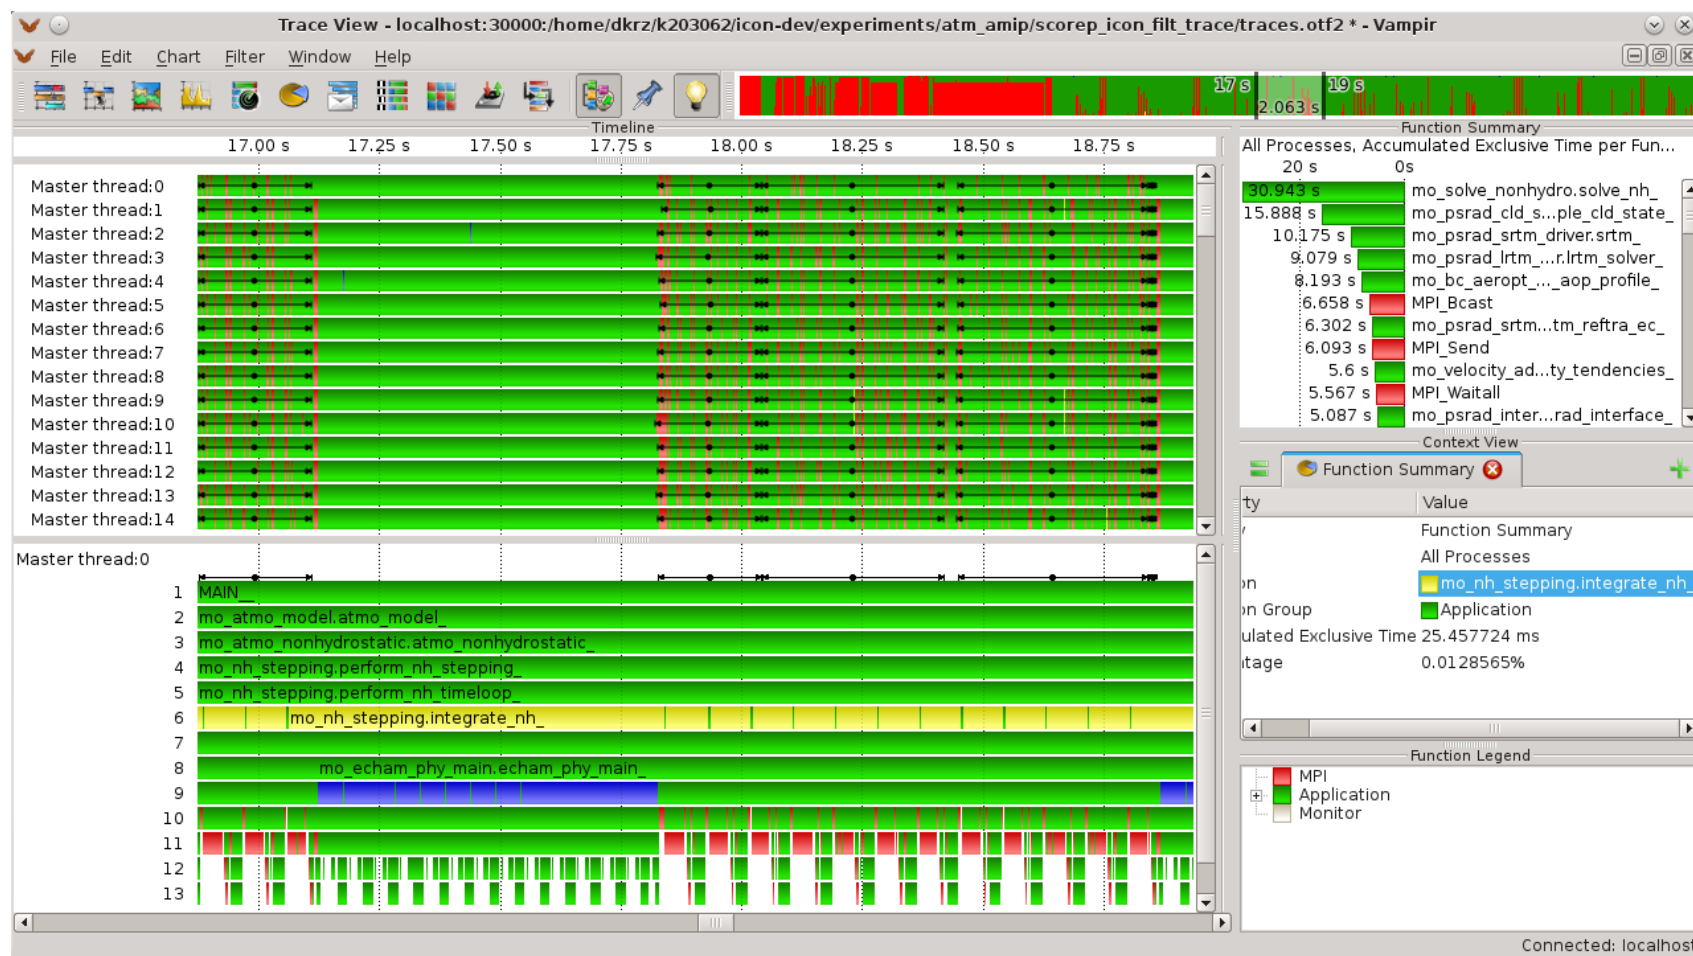 Trace View - localhost:30000:/home/dkrz/k203062/icon-dev/experiments/atm_amip/scorep_icon_filt_trace/traces.otf2 * - Vampir
File Edit Chart Filter Window Help
17 s 19 s
2.063 s
Timeline
17.00 s 17.25 s 17.50 s 17.75 s 18.00 s 18.25 s 18.50 s 18.75 s
Master thread:0
Master thread:1
Master thread:2
Master thread:3
Master thread:4
Master thread:5
Master thread:6
Master thread:7
Master thread:8
Master thread:9
Master thread:10
Master thread:11
Master thread:12
Master thread:13
Master thread:14
Master thread:0
1 MAIN__
2 mo_atmo_model.atmo_model_
3 mo_atmo_nonhydrostatic.atmo_nonhydrostatic_
4 mo_nh_stepping.perform_nh_stepping_
5 mo_nh_stepping.perform_nh_timeloop_
6 mo_nh_stepping.integrate_nh_
7
8 mo_echam_phy_main.echam_phy_main_
9
10
11
12
13
Function Summary
All Processes, Accumulated Exclusive Time per Fun...
20 s 0s
30.943 s mo_solve_nonhydro.solve_nh_
15.888 s mo_psrad_cld_s...ple_cld_state_
10.175 s mo_psrad_srtm_driver.srtm_
9.079 s mo_psrad_lrtm_...r.lrtm_solver_
8.193 s mo_bc_aeropt_..._aop_profile_
6.658 s MPI_Bcast
6.302 s mo_psrad_srtm...tm_reftra_ec_
6.093 s MPI_Send
5.6 s mo_velocity_ad...ty_tendencies_
5.567 s MPI_Waitall
5.087 s mo_psrad_inter...rad_interface_
Context View
Function Summary
ty Value
Function Summary
All Processes
on mo_nh_stepping.integrate_nh_
on Group Application
ulated Exclusive Time 25.457724 ms
ntage 0.0128565%
Function Legend
MPI
Application
Monitor
Connected: localhost